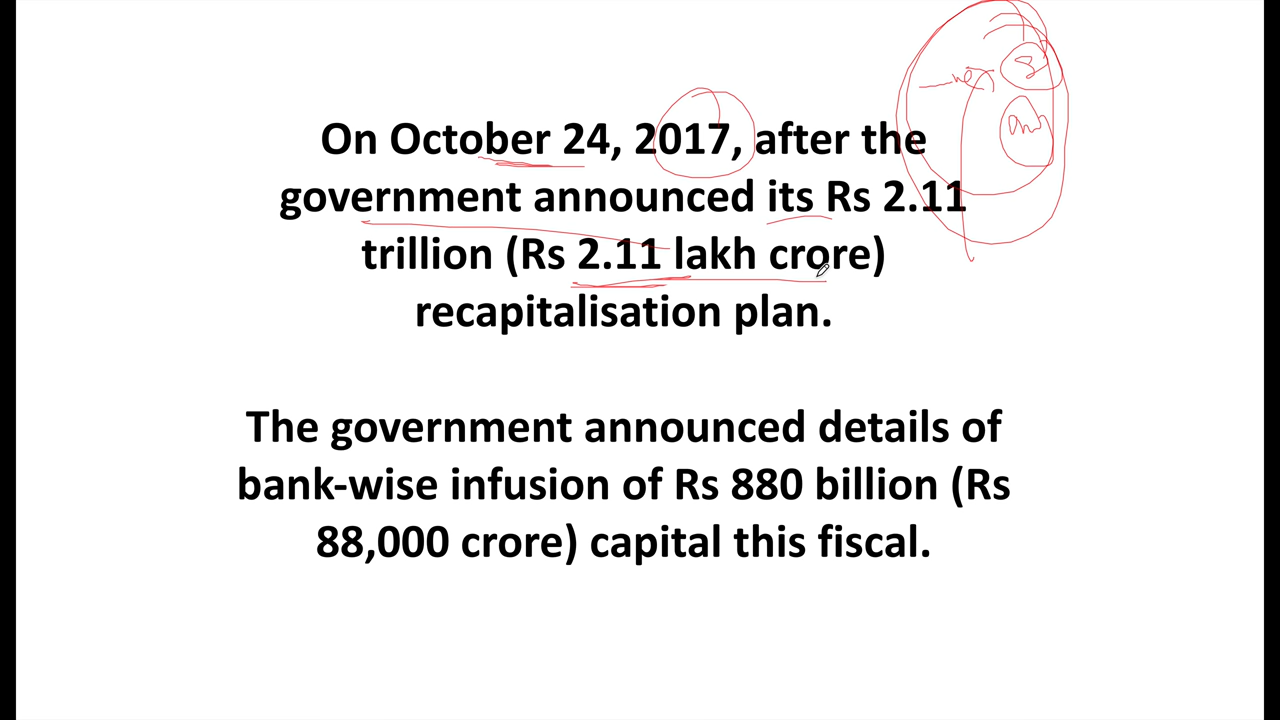 On October 24, 2017, after the
government announced its Rs 2.11
trillion (Rs 2.11 lakh crore)
recapitalisation plan.
The government announced details of
bank-wise infusion of Rs 880 billion (Rs
88,000 crore) capital this fiscal.